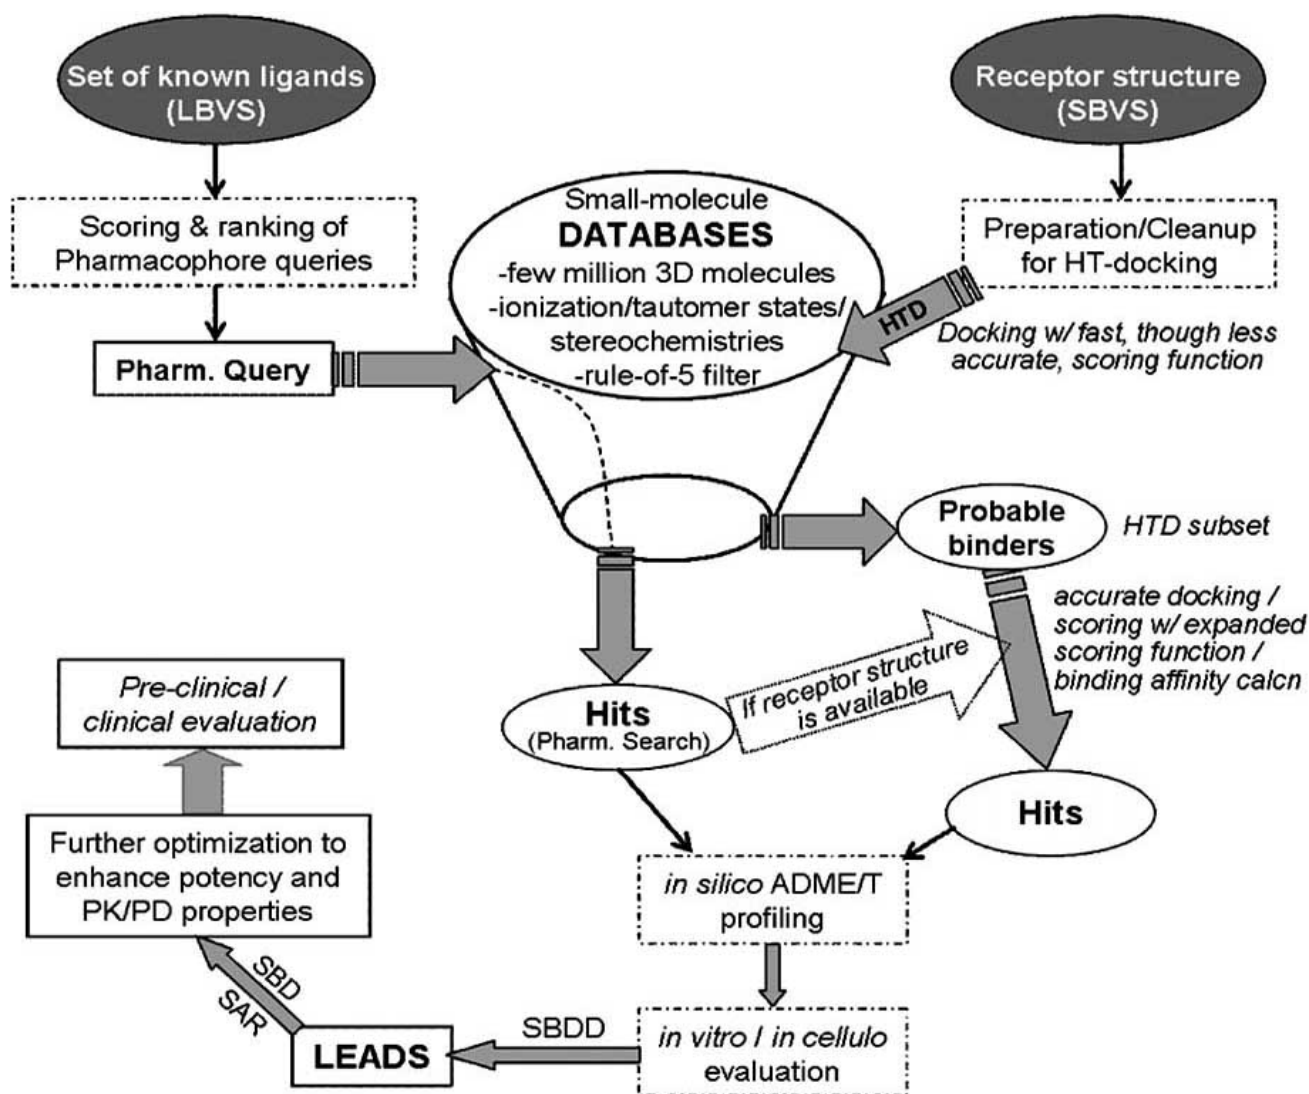 Set of known ligands
(LBVS)
Receptor structure
(SBVS)
Scoring & ranking of
Pharmacophore queries
Small-molecule
DATABASES
-few million 3D molecules
-ionization/tautomer states/
stereochemistries
-rule-of-5 filter
Preparation/Cleanup
for HT-docking
HTD
Docking w/ fast, though less
accurate, scoring function
Pharm. Query
Probable
binders
HTD subset
accurate docking /
scoring w/ expanded
scoring function /
binding affinity calcn
If receptor structure
is available
Hits
(Pharm. Search)
Hits
Pre-clinical /
clinical evaluation
Further optimization to
enhance potency and
PK/PD properties
in silico ADME/T
profiling
SBD
SAR
LEADS
SBDD
in vitro / in cellulo
evaluation